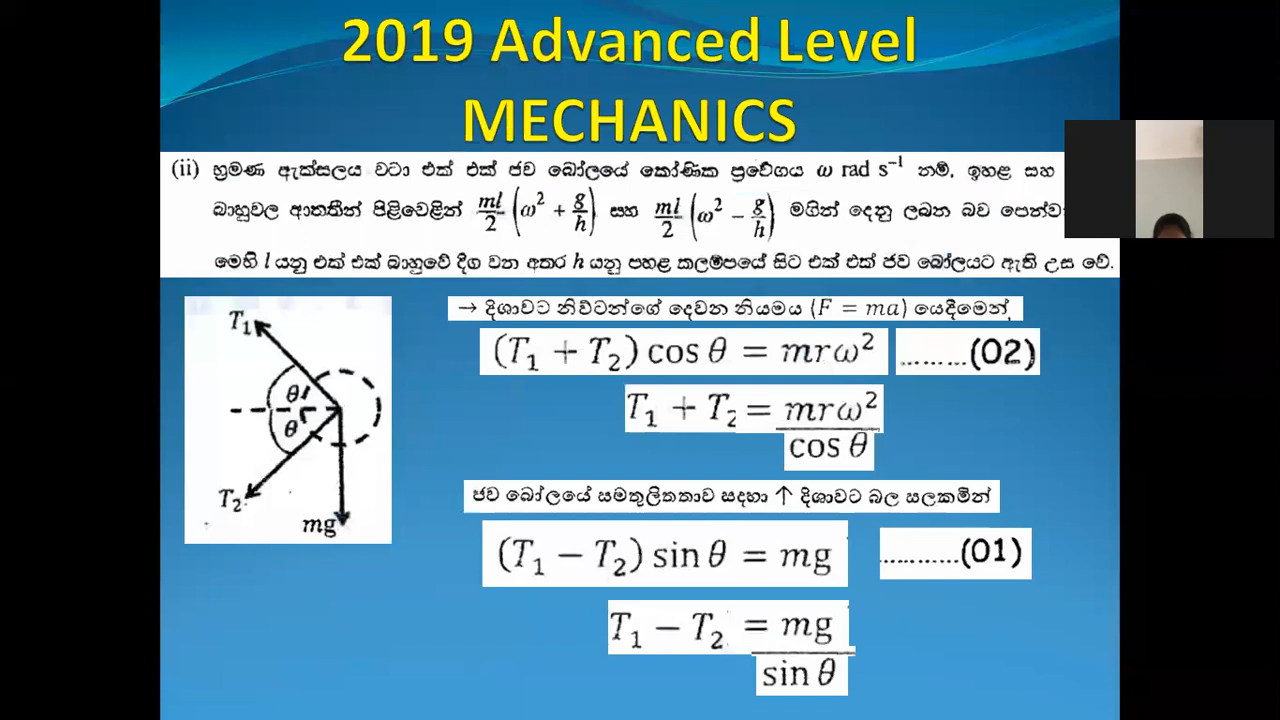 2019 Advanced Level
MECHANICS
(ii) භ්‍රමණ ඇක්සලය වටා එක් එක් ජව බෝලයේ කෝණික ප්‍රවේගය ω rad s⁻¹ නම්, ඉහළ සහ
බාහුවල ආතතීන් පිළිවෙළින් ml/2 (ω² + g/h) සහ ml/2 (ω² − g/h) මගින් දෙනු ලබන බව
මෙහි l යනු එක් එක් බාහුවේ දිග වන අතර h යනු පහළ කලම්පයේ සිට එක් එක් ජව බෝලයට ඇති උස වේ.
→ දිශාවට නිව්ටන්ගේ දෙවන නියමය (F = ma) යෙදීමෙන්,
(T₁ + T₂) cos θ = mrω² .........(02)
T₁ + T₂ = mrω²/cos θ
ජව බෝලයේ සමතුලිතතාව සදහා ↑ දිශාවට බල සලකමින්
(T₁ − T₂) sin θ = mg ............(01)
T₁ − T₂ = mg/sin θ
T₁
θ
θ
T₂
mg